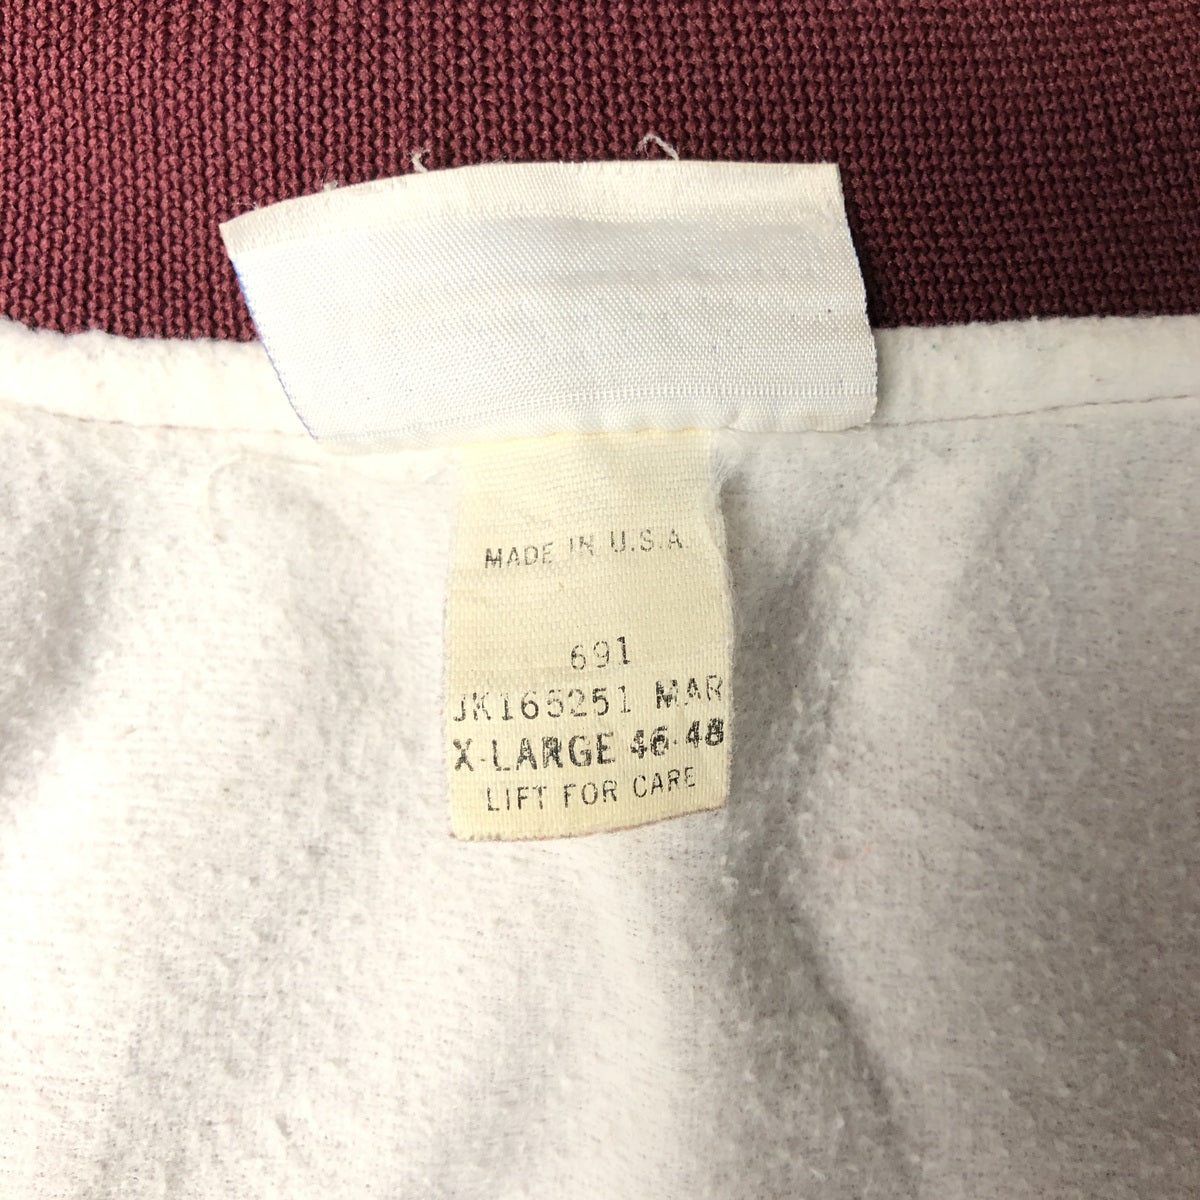 MADE IN U.S.A.
691
JK165251 MAR
X-LARGE 46-48
LIFT FOR CARE